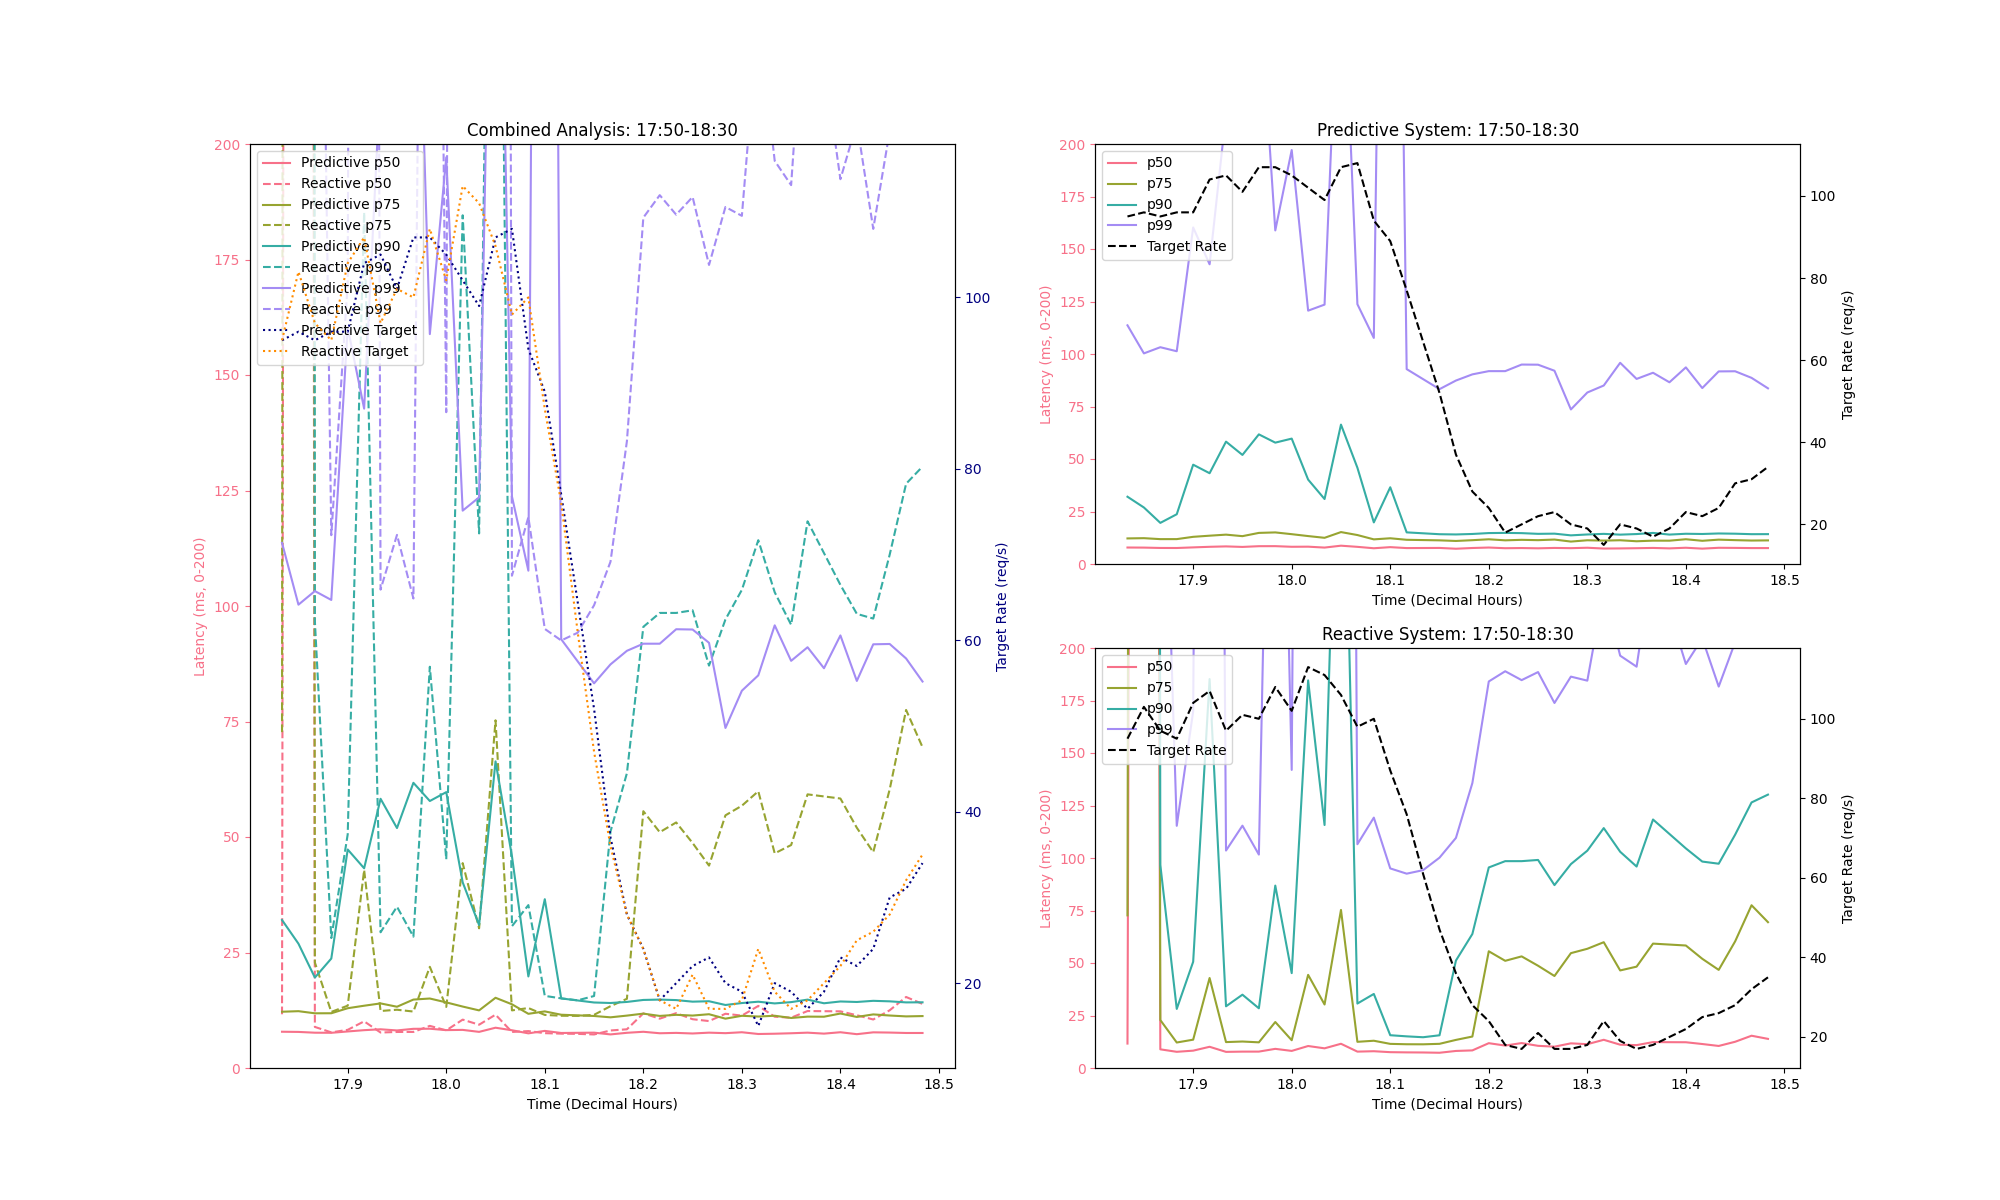 Combined Analysis: 17:50-18:30
Latency (ms, 0-200)
200
175
150
125
100
75
50
25
0
Predictive p50
Reactive p50
Predictive p75
Reactive p75
Predictive p90
Reactive p90
Predictive p99
Reactive p99
Predictive Target
Reactive Target
100
80
60
40
20
Target Rate (req/s)
17.9 18.0 18.1 18.2 18.3 18.4 18.5
Time (Decimal Hours)
Predictive System: 17:50-18:30
Latency (ms, 0-200)
200
175
150
125
100
75
50
25
0
p50
p75
p90
p99
Target Rate
100
80
60
40
20
Target Rate (req/s)
17.9 18.0 18.1 18.2 18.3 18.4 18.5
Time (Decimal Hours)
Reactive System: 17:50-18:30
Latency (ms, 0-200)
200
175
150
125
100
75
50
25
0
p50
p75
p90
p99
Target Rate
100
80
60
40
20
Target Rate (req/s)
17.9 18.0 18.1 18.2 18.3 18.4 18.5
Time (Decimal Hours)